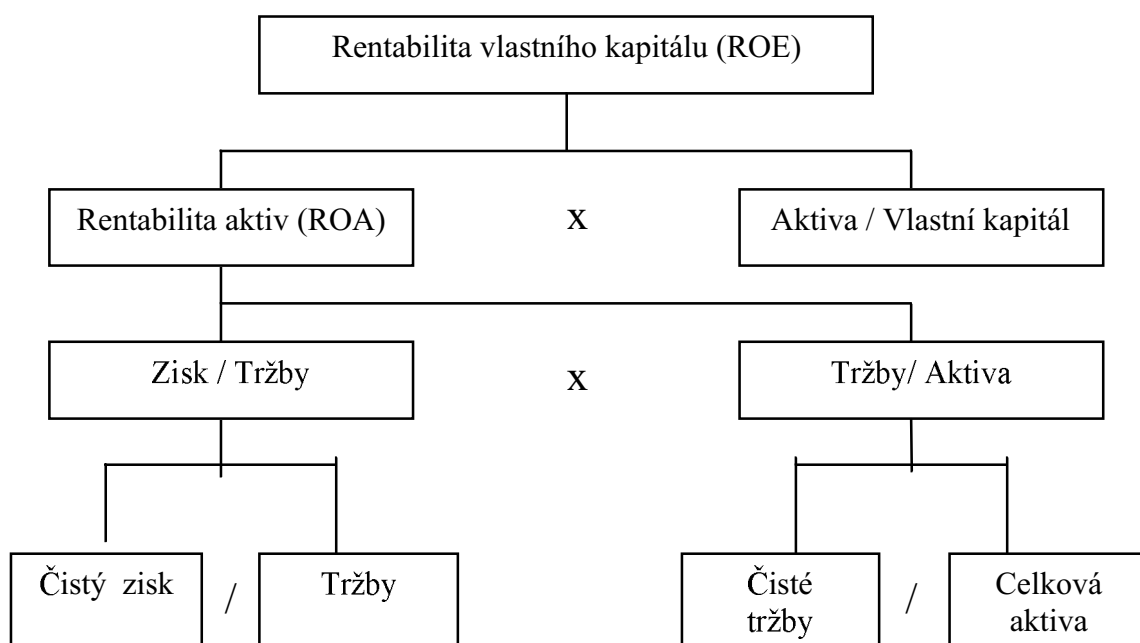 Rentabilita vlastního kapitálu (ROE)
Rentabilita aktiv (ROA)
x
Aktiva / Vlastní kapitál
Zisk / Tržby
x
Tržby/ Aktiva
Čistý zisk
/
Tržby
Čisté
tržby
/
Celková
aktiva